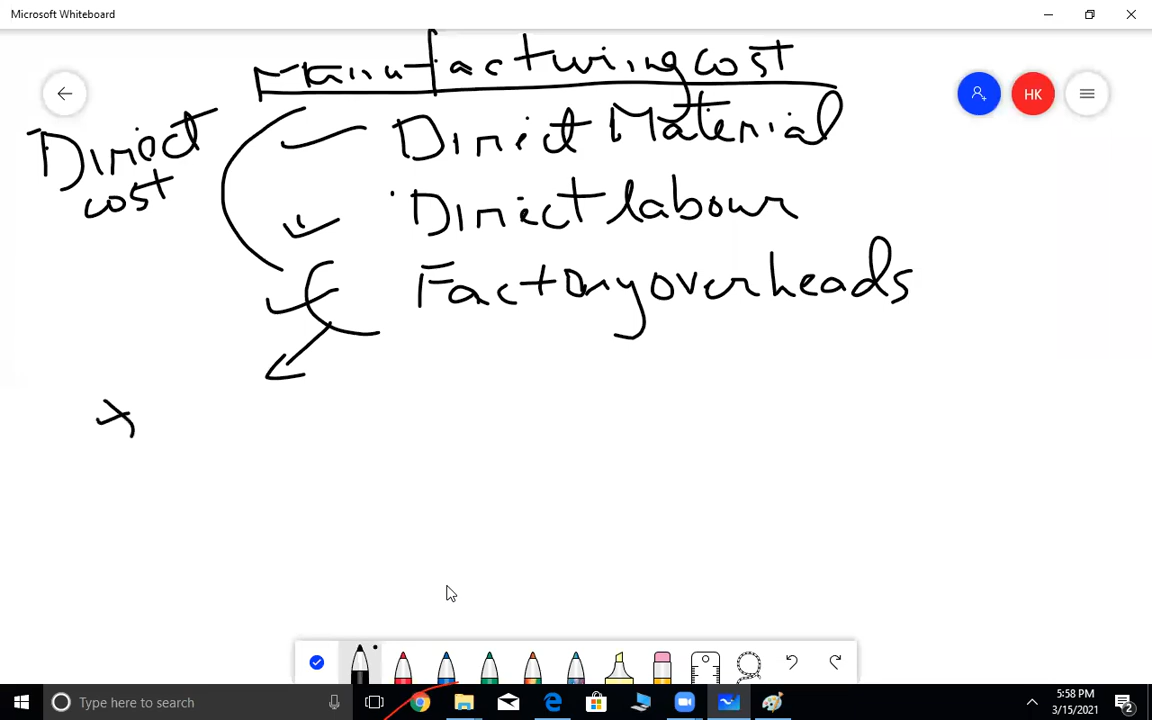 Microsoft Whiteboard
Manufacturing cost
HK
Direct
cost
Direct Material
Direct labour
Factory overheads
Type here to search
5:58 PM
3/15/2021
2